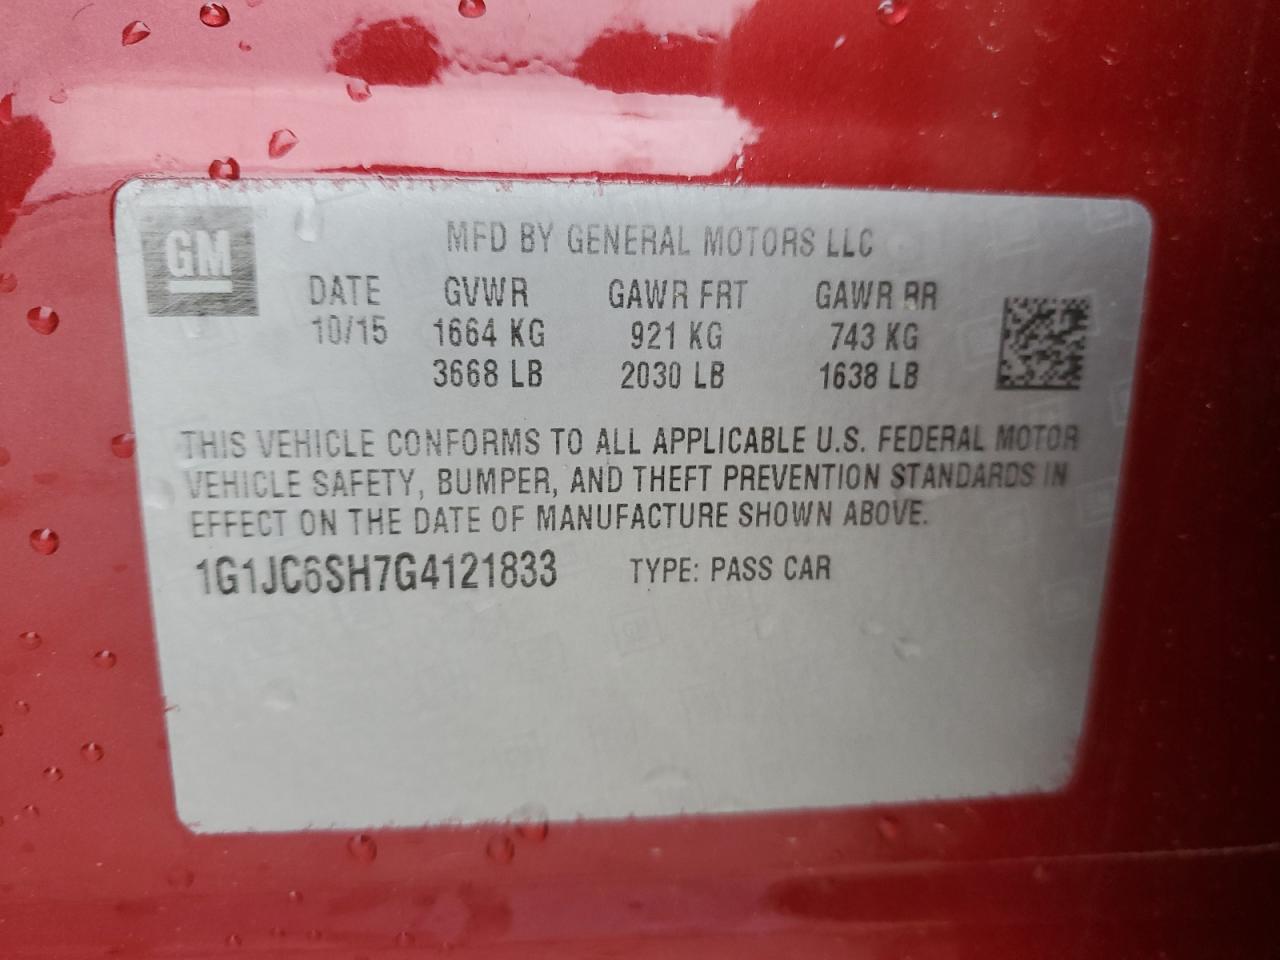 GM
MFD BY GENERAL MOTORS LLC
DATE GVWR GAWR FRT GAWR RR
10/15 1664 KG 921 KG 743 KG
3668 LB 2030 LB 1638 LB
THIS VEHICLE CONFORMS TO ALL APPLICABLE U.S. FEDERAL MOTOR
VEHICLE SAFETY, BUMPER, AND THEFT PREVENTION STANDARDS IN
EFFECT ON THE DATE OF MANUFACTURE SHOWN ABOVE.
1G1JC6SH7G4121833 TYPE: PASS CAR